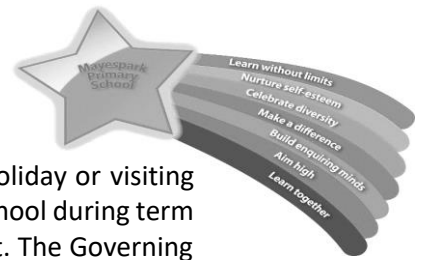 Mayespark
Primary
School
Learn without limits
Nurture self-esteem
Celebrate diversity
Make a difference
Build enquiring minds
Aim high
Learn together
oliday or visiting
hool during term
t. The Governing